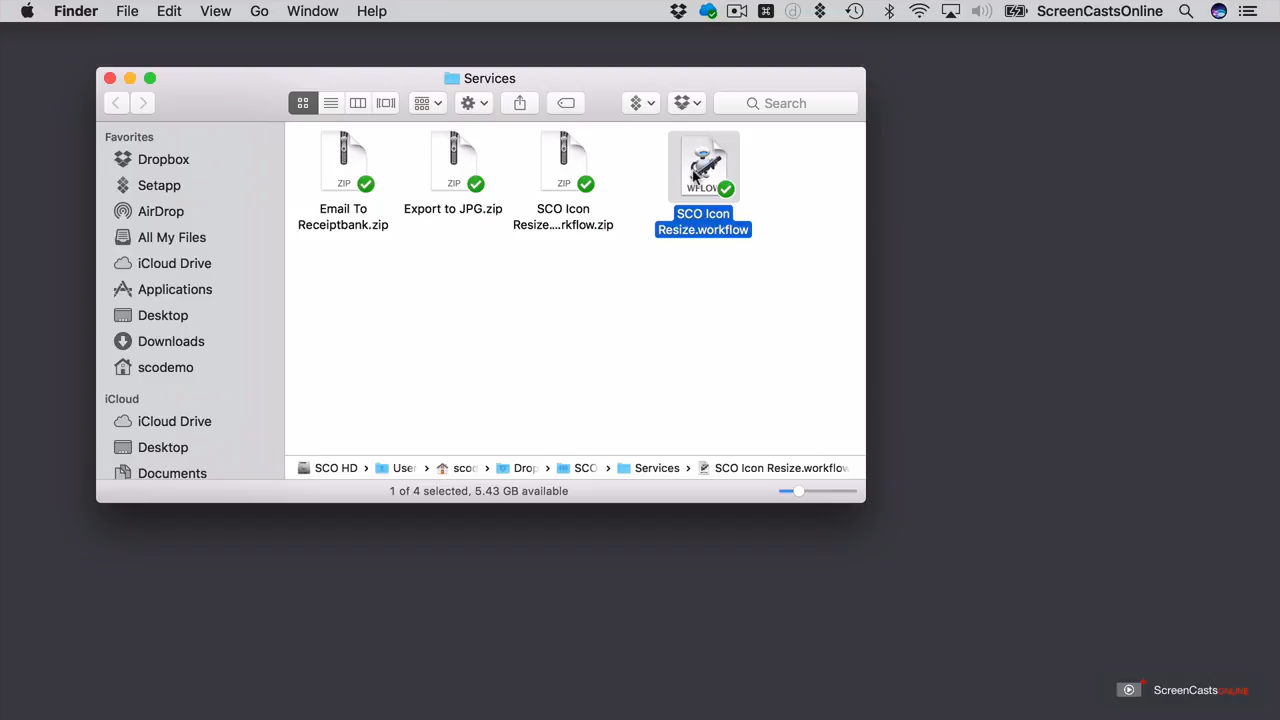 Finder File Edit View Go Window Help ScreenCastsOnline
Services
Search
Favorites
Dropbox
Setapp
AirDrop
All My Files
iCloud Drive
Applications
Desktop
Downloads
scodemo
iCloud
iCloud Drive
Desktop
Documents
ZIP
Email To
Receiptbank.zip
ZIP
Export to JPG.zip
ZIP
SCO Icon
Resize....rkflow.zip
WFLOW
SCO Icon
Resize.workflow
SCO HD › User › scod › Drop › SCO › Services › SCO Icon Resize.workflow
1 of 4 selected, 5.43 GB available
ScreenCastsONLINE